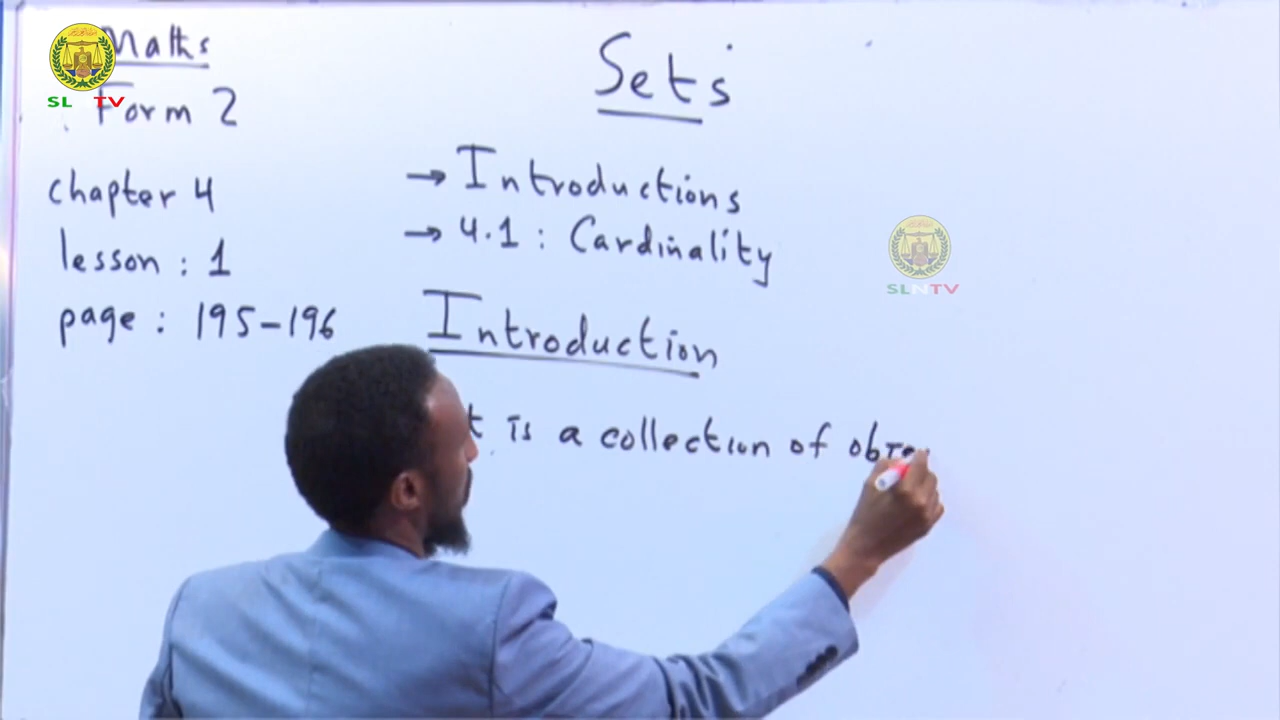 Maths
SL TV
Form 2
chapter 4
lesson : 1
page : 195-196
Sets
→ Introductions
→ 4.1 : Cardinality
SLNTV
Introduction
is a collection of